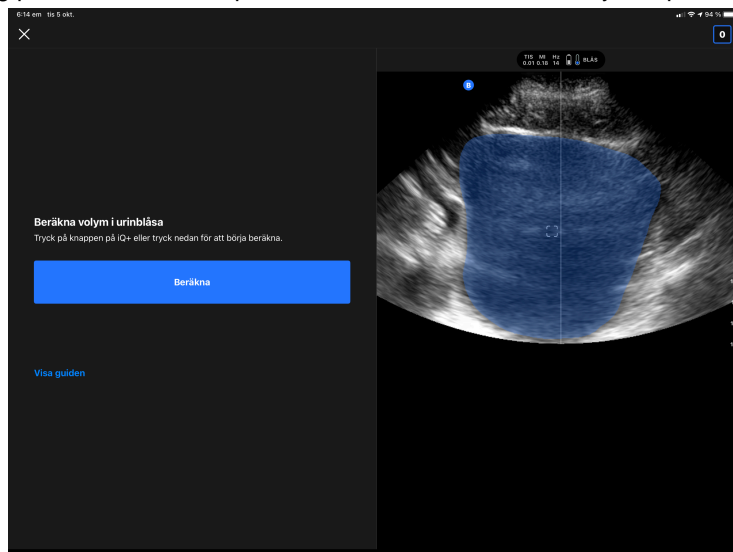 6:14 em tis 5 okt.
94 %
0
TIS MI Hz
0.01 0.18 14
BLÅS
B
Beräkna volym i urinblåsa
Tryck på knappen på iQ+ eller tryck nedan för att börja beräkna.
Beräkna
Visa guiden